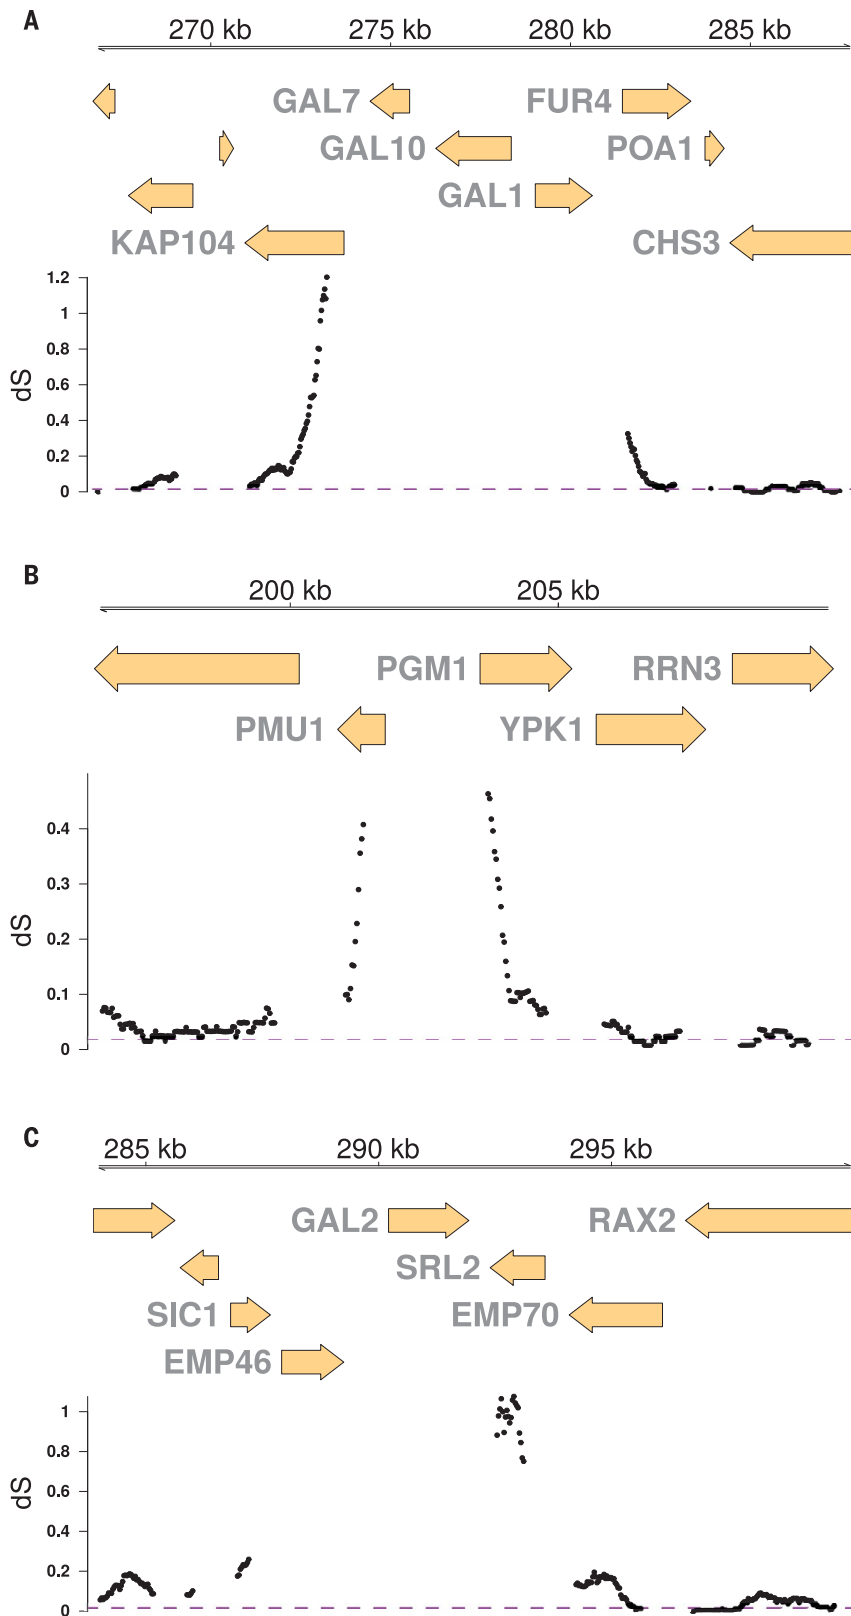 A
270 kb 275 kb 280 kb 285 kb
GAL7 FUR4
GAL10 POA1
GAL1
KAP104 CHS3
1.2
1
0.8
0.6
0.4
0.2
0
dS
B
200 kb 205 kb
PGM1 RRN3
PMU1 YPK1
0.4
0.3
0.2
0.1
0
dS
C
285 kb 290 kb 295 kb
GAL2 RAX2
SRL2
SIC1 EMP70
EMP46
1
0.8
0.6
0.4
0.2
0
dS